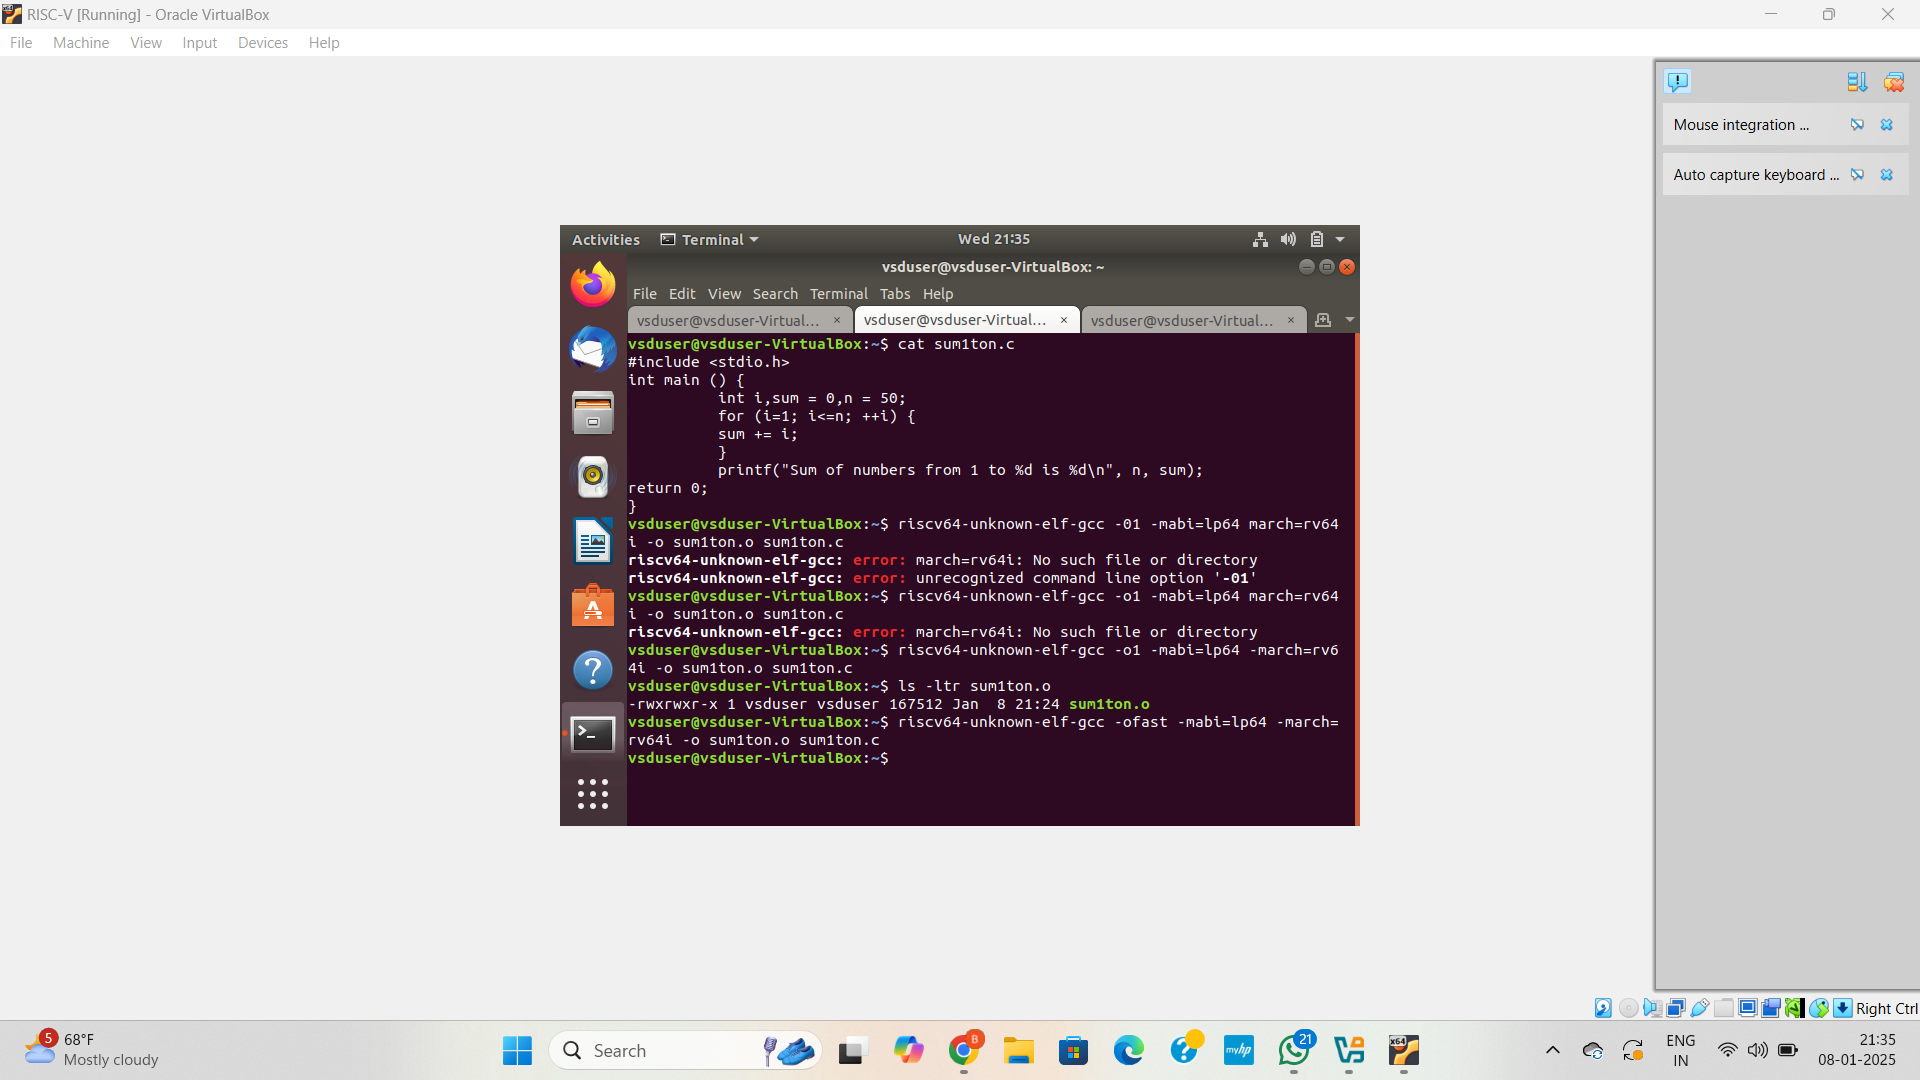 RISC-V [Running] - Oracle VirtualBox
File Machine View Input Devices Help
Mouse integration ...
Auto capture keyboard ...
Activities Terminal Wed 21:35
vsduser@vsduser-VirtualBox: ~
File Edit View Search Terminal Tabs Help
vsduser@vsduser-Virtual... × vsduser@vsduser-Virtual... × vsduser@vsduser-Virtual... ×
vsduser@vsduser-VirtualBox:~$ cat sum1ton.c
#include <stdio.h>
int main () {
int i,sum = 0,n = 50;
for (i=1; i<=n; ++i) {
sum += i;
}
printf("Sum of numbers from 1 to %d is %d\n", n, sum);
return 0;
}
vsduser@vsduser-VirtualBox:~$ riscv64-unknown-elf-gcc -01 -mabi=lp64 march=rv64
i -o sum1ton.o sum1ton.c
riscv64-unknown-elf-gcc: error: march=rv64i: No such file or directory
riscv64-unknown-elf-gcc: error: unrecognized command line option '-01'
vsduser@vsduser-VirtualBox:~$ riscv64-unknown-elf-gcc -o1 -mabi=lp64 march=rv64
i -o sum1ton.o sum1ton.c
riscv64-unknown-elf-gcc: error: march=rv64i: No such file or directory
vsduser@vsduser-VirtualBox:~$ riscv64-unknown-elf-gcc -o1 -mabi=lp64 -march=rv6
4i -o sum1ton.o sum1ton.c
vsduser@vsduser-VirtualBox:~$ ls -ltr sum1ton.o
-rwxrwxr-x 1 vsduser vsduser 167512 Jan  8 21:24 sum1ton.o
vsduser@vsduser-VirtualBox:~$ riscv64-unknown-elf-gcc -ofast -mabi=lp64 -march=
rv64i -o sum1ton.o sum1ton.c
vsduser@vsduser-VirtualBox:~$
Right Ctrl
5
68°F
Mostly cloudy
Search
B
myhp
21
x64
ENG
IN
21:35
08-01-2025